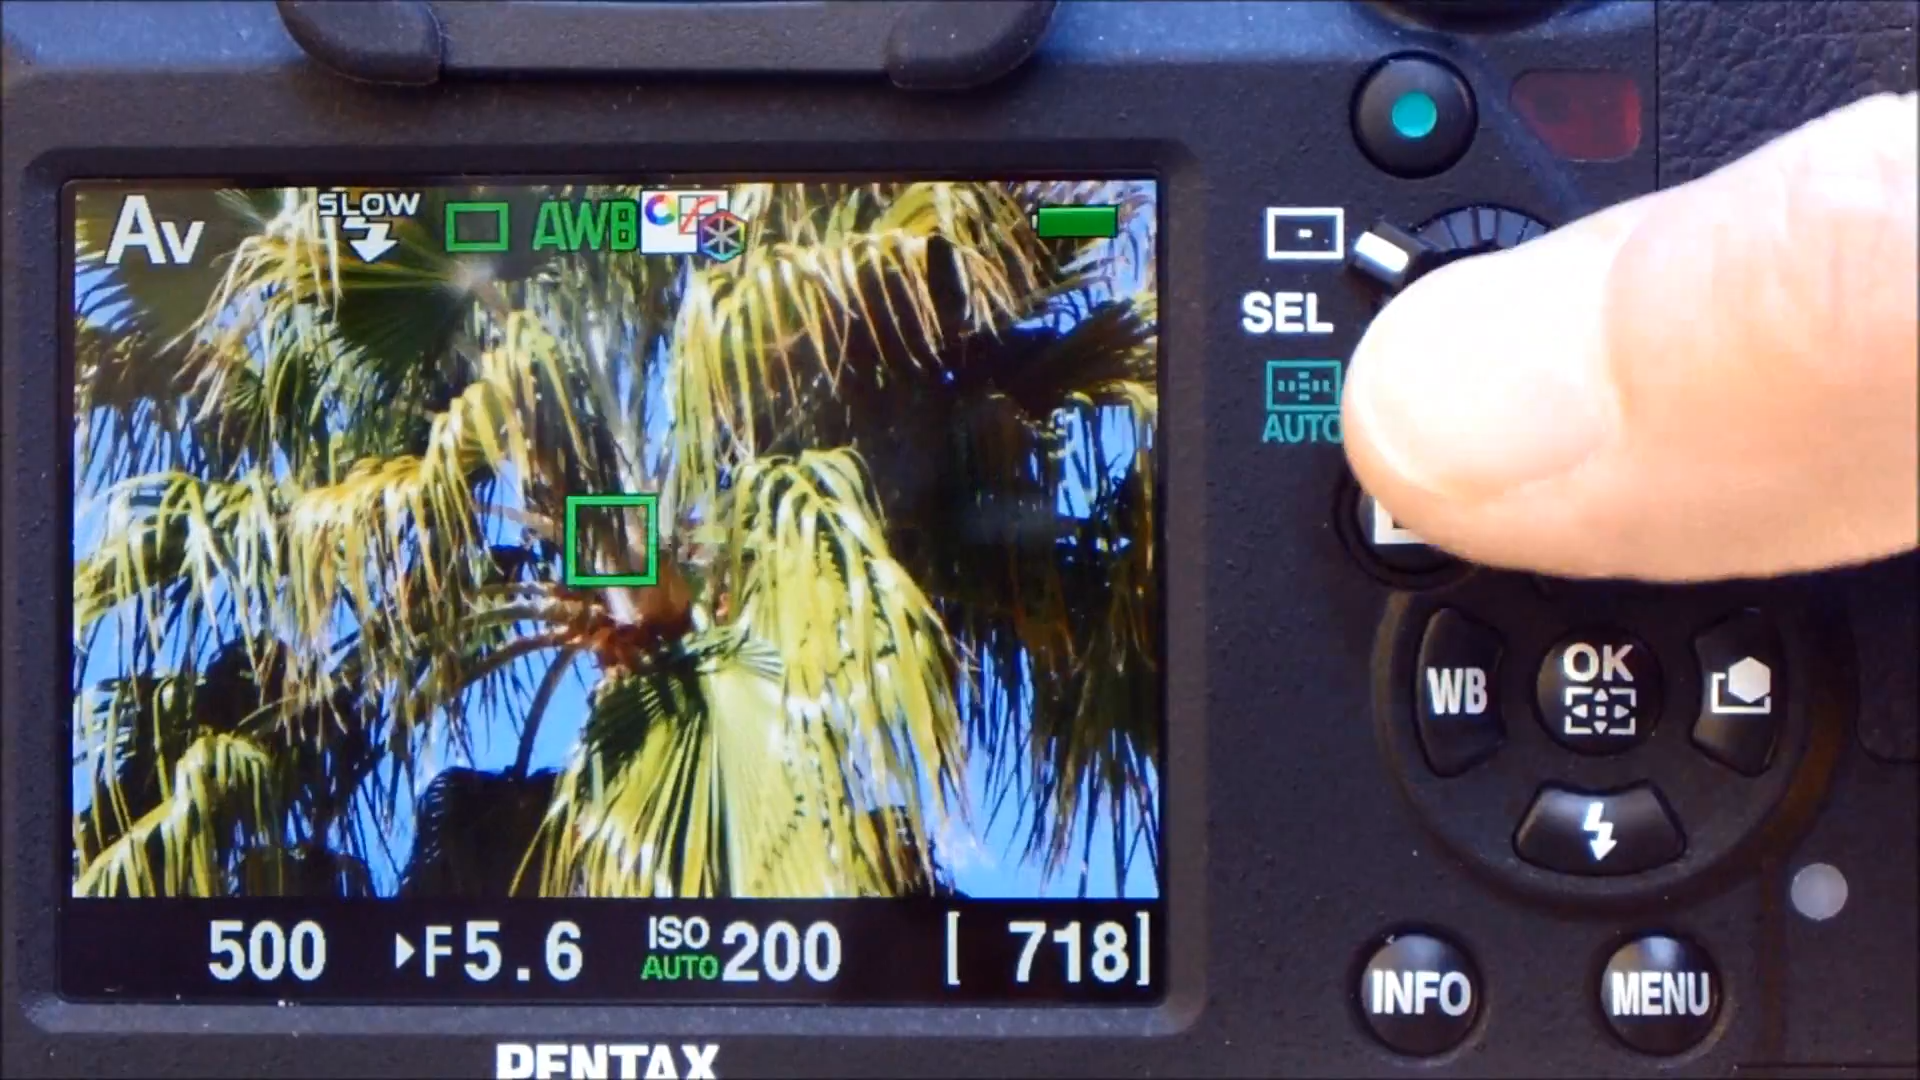 Av SLOW AWB
SEL
AUTO
WB
OK
500 F5.6 ISO AUTO 200 [ 718]
INFO MENU
PENTAX